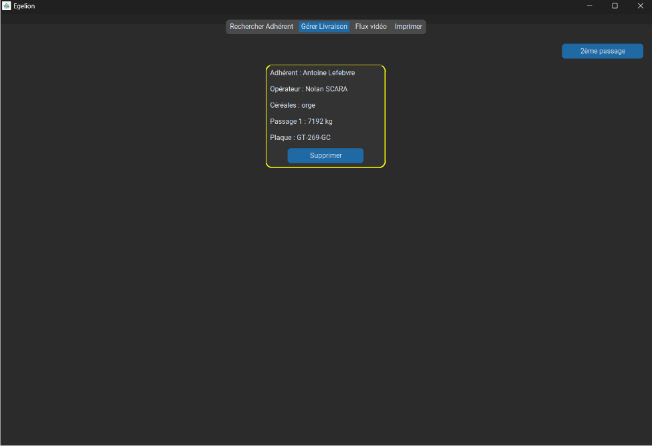 Egelion
Rechercher Adhérent Gérer Livraison Flux vidéo Imprimer
2ème passage
Adhérent : Antoine Lefebvre
Opérateur : Nolan SCARA
Céréales : orge
Passage 1 : 7192 kg
Plaque : GT-269-GC
Supprimer